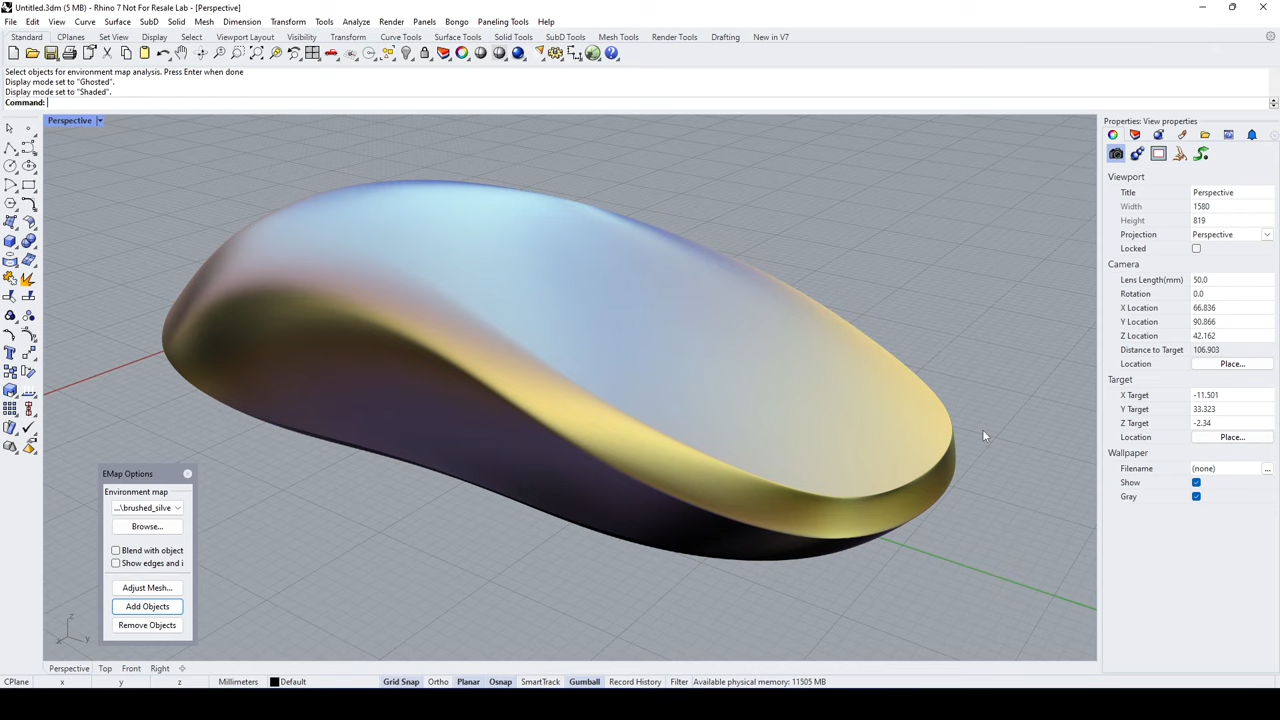 Untitled.3dm (5 MB) - Rhino 7 Not For Resale Lab - [Perspective]
File Edit View Curve Surface SubD Solid Mesh Dimension Transform Tools Analyze Render Panels Bongo Paneling Tools Help
Standard CPlanes Set View Display Select Viewport Layout Visibility Transform Curve Tools Surface Tools Solid Tools SubD Tools Mesh Tools Render Tools Drafting New in V7
Select objects for environment map analysis. Press Enter when done
Display mode set to "Ghosted".
Display mode set to "Shaded".
Command:
Perspective
Properties: View properties
Viewport
Title Perspective
Width 1580
Height 819
Projection Perspective
Locked
Camera
Lens Length(mm) 50.0
Rotation 0.0
X Location 66.836
Y Location 90.866
Z Location 42.162
Distance to Target 106.903
Location Place...
Target
X Target -11.501
Y Target 33.323
Z Target -2.34
Location Place...
Wallpaper
Filename (none) ...
Show
Gray
EMap Options
Environment map
...\brushed_silve
Browse...
Blend with object
Show edges and i
Adjust Mesh...
Add Objects
Remove Objects
z
x y
Perspective Top Front Right
CPlane x y z Millimeters Default Grid Snap Ortho Planar Osnap SmartTrack Gumball Record History Filter Available physical memory: 11505 MB